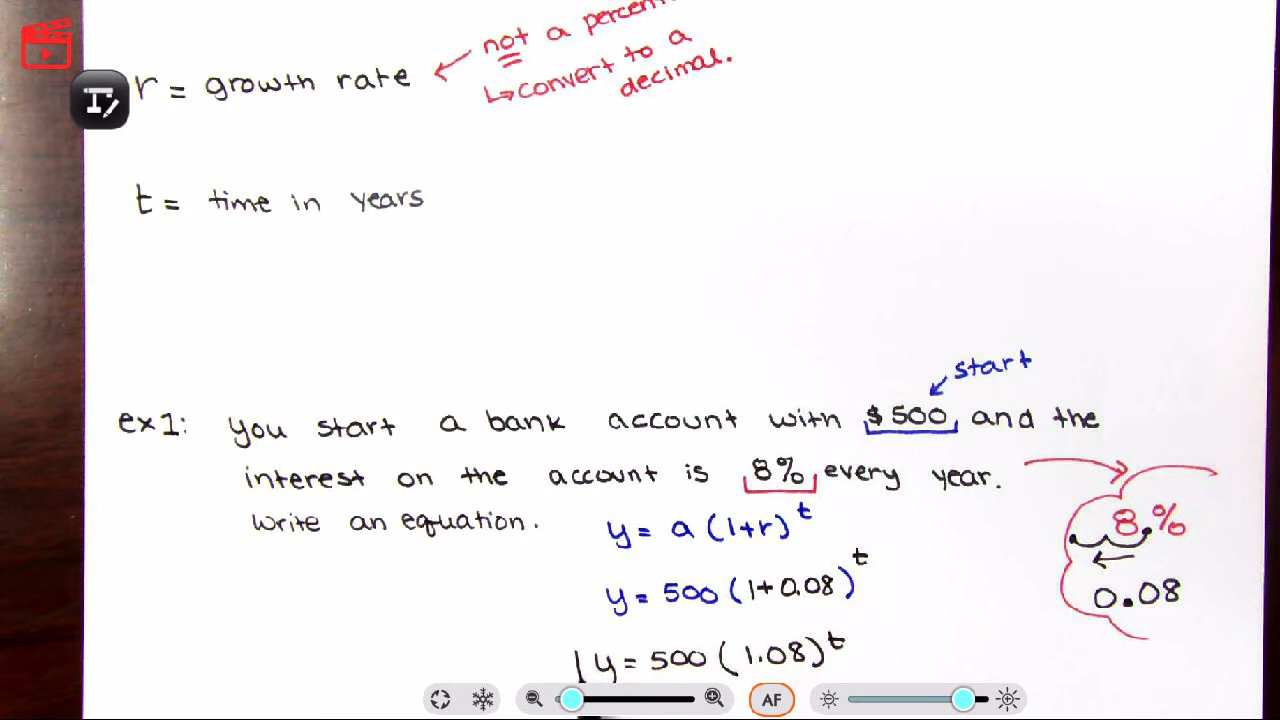 not a percent
r = growth rate
↳ convert to a
decimal.
t = time in years
start
ex1: you start a bank account with $500 and the
interest on the account is 8% every year.
write an equation.
8.%
0.08
y = a(1+r)^t
y = 500(1+0.08)^t
y = 500(1.08)^t
AF